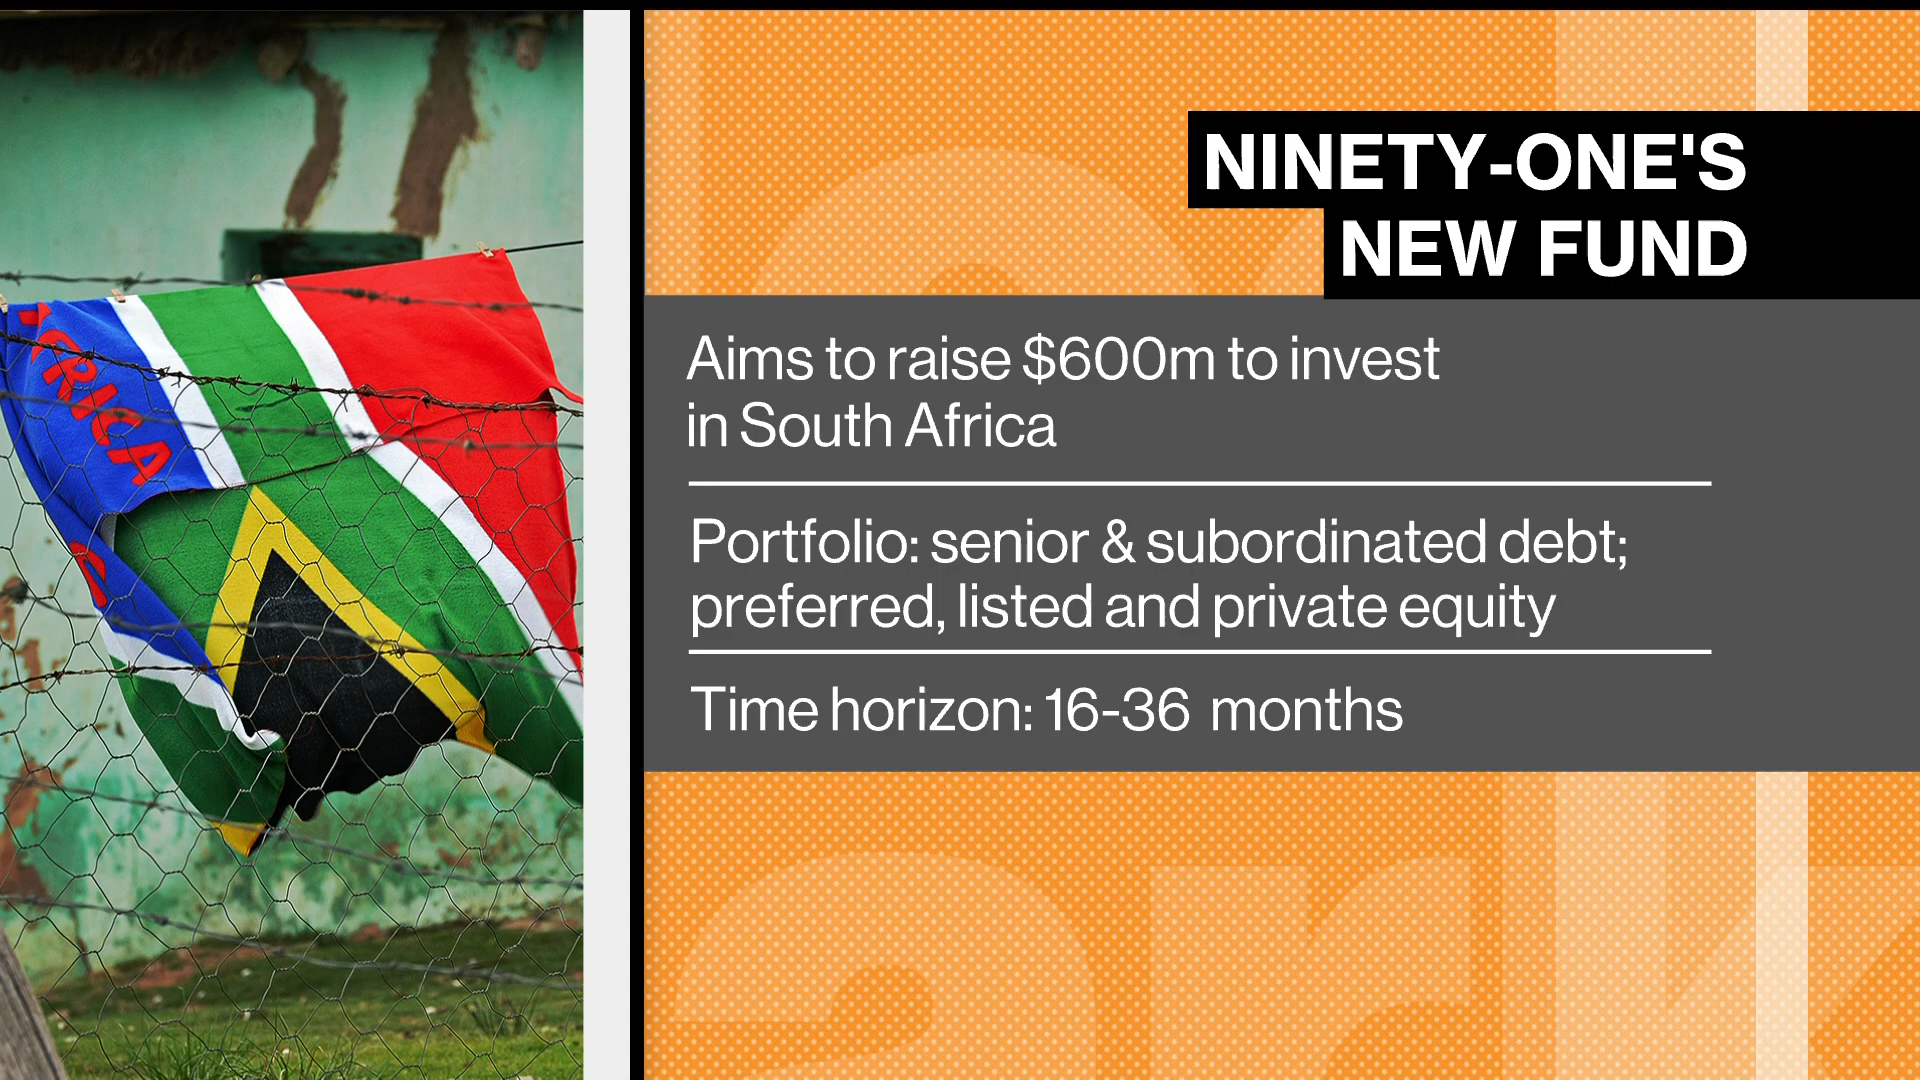 NINETY-ONE'S
NEW FUND
Aims to raise $600m to invest
in South Africa
Portfolio: senior & subordinated debt;
preferred, listed and private equity
Time horizon: 16-36 months